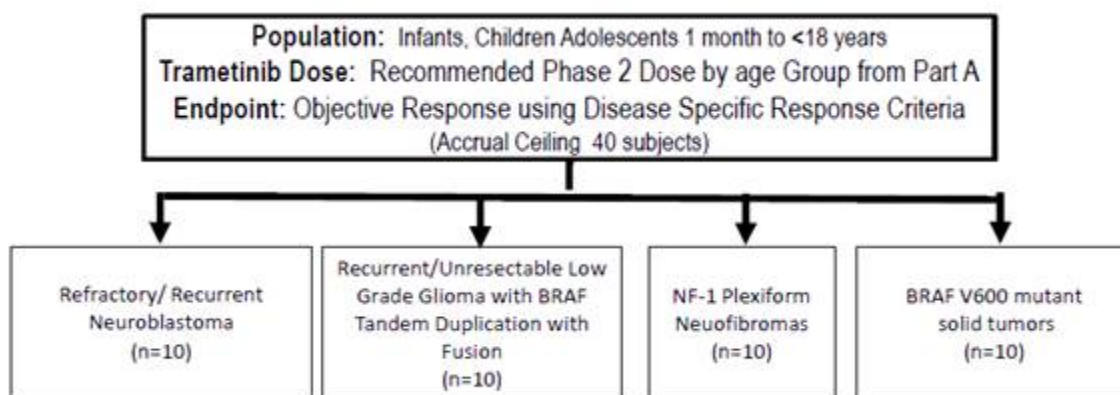 Population: Infants, Children Adolescents 1 month to <18 years
Trametinib Dose: Recommended Phase 2 Dose by age Group from Part A
Endpoint: Objective Response using Disease Specific Response Criteria
(Accrual Ceiling 40 subjects)
Refractory/ Recurrent
Neuroblastoma
(n=10)
Recurrent/Unresectable Low
Grade Glioma with BRAF
Tandem Duplication with
Fusion
(n=10)
NF-1 Plexiform
Neuofibromas
(n=10)
BRAF V600 mutant
solid tumors
(n=10)